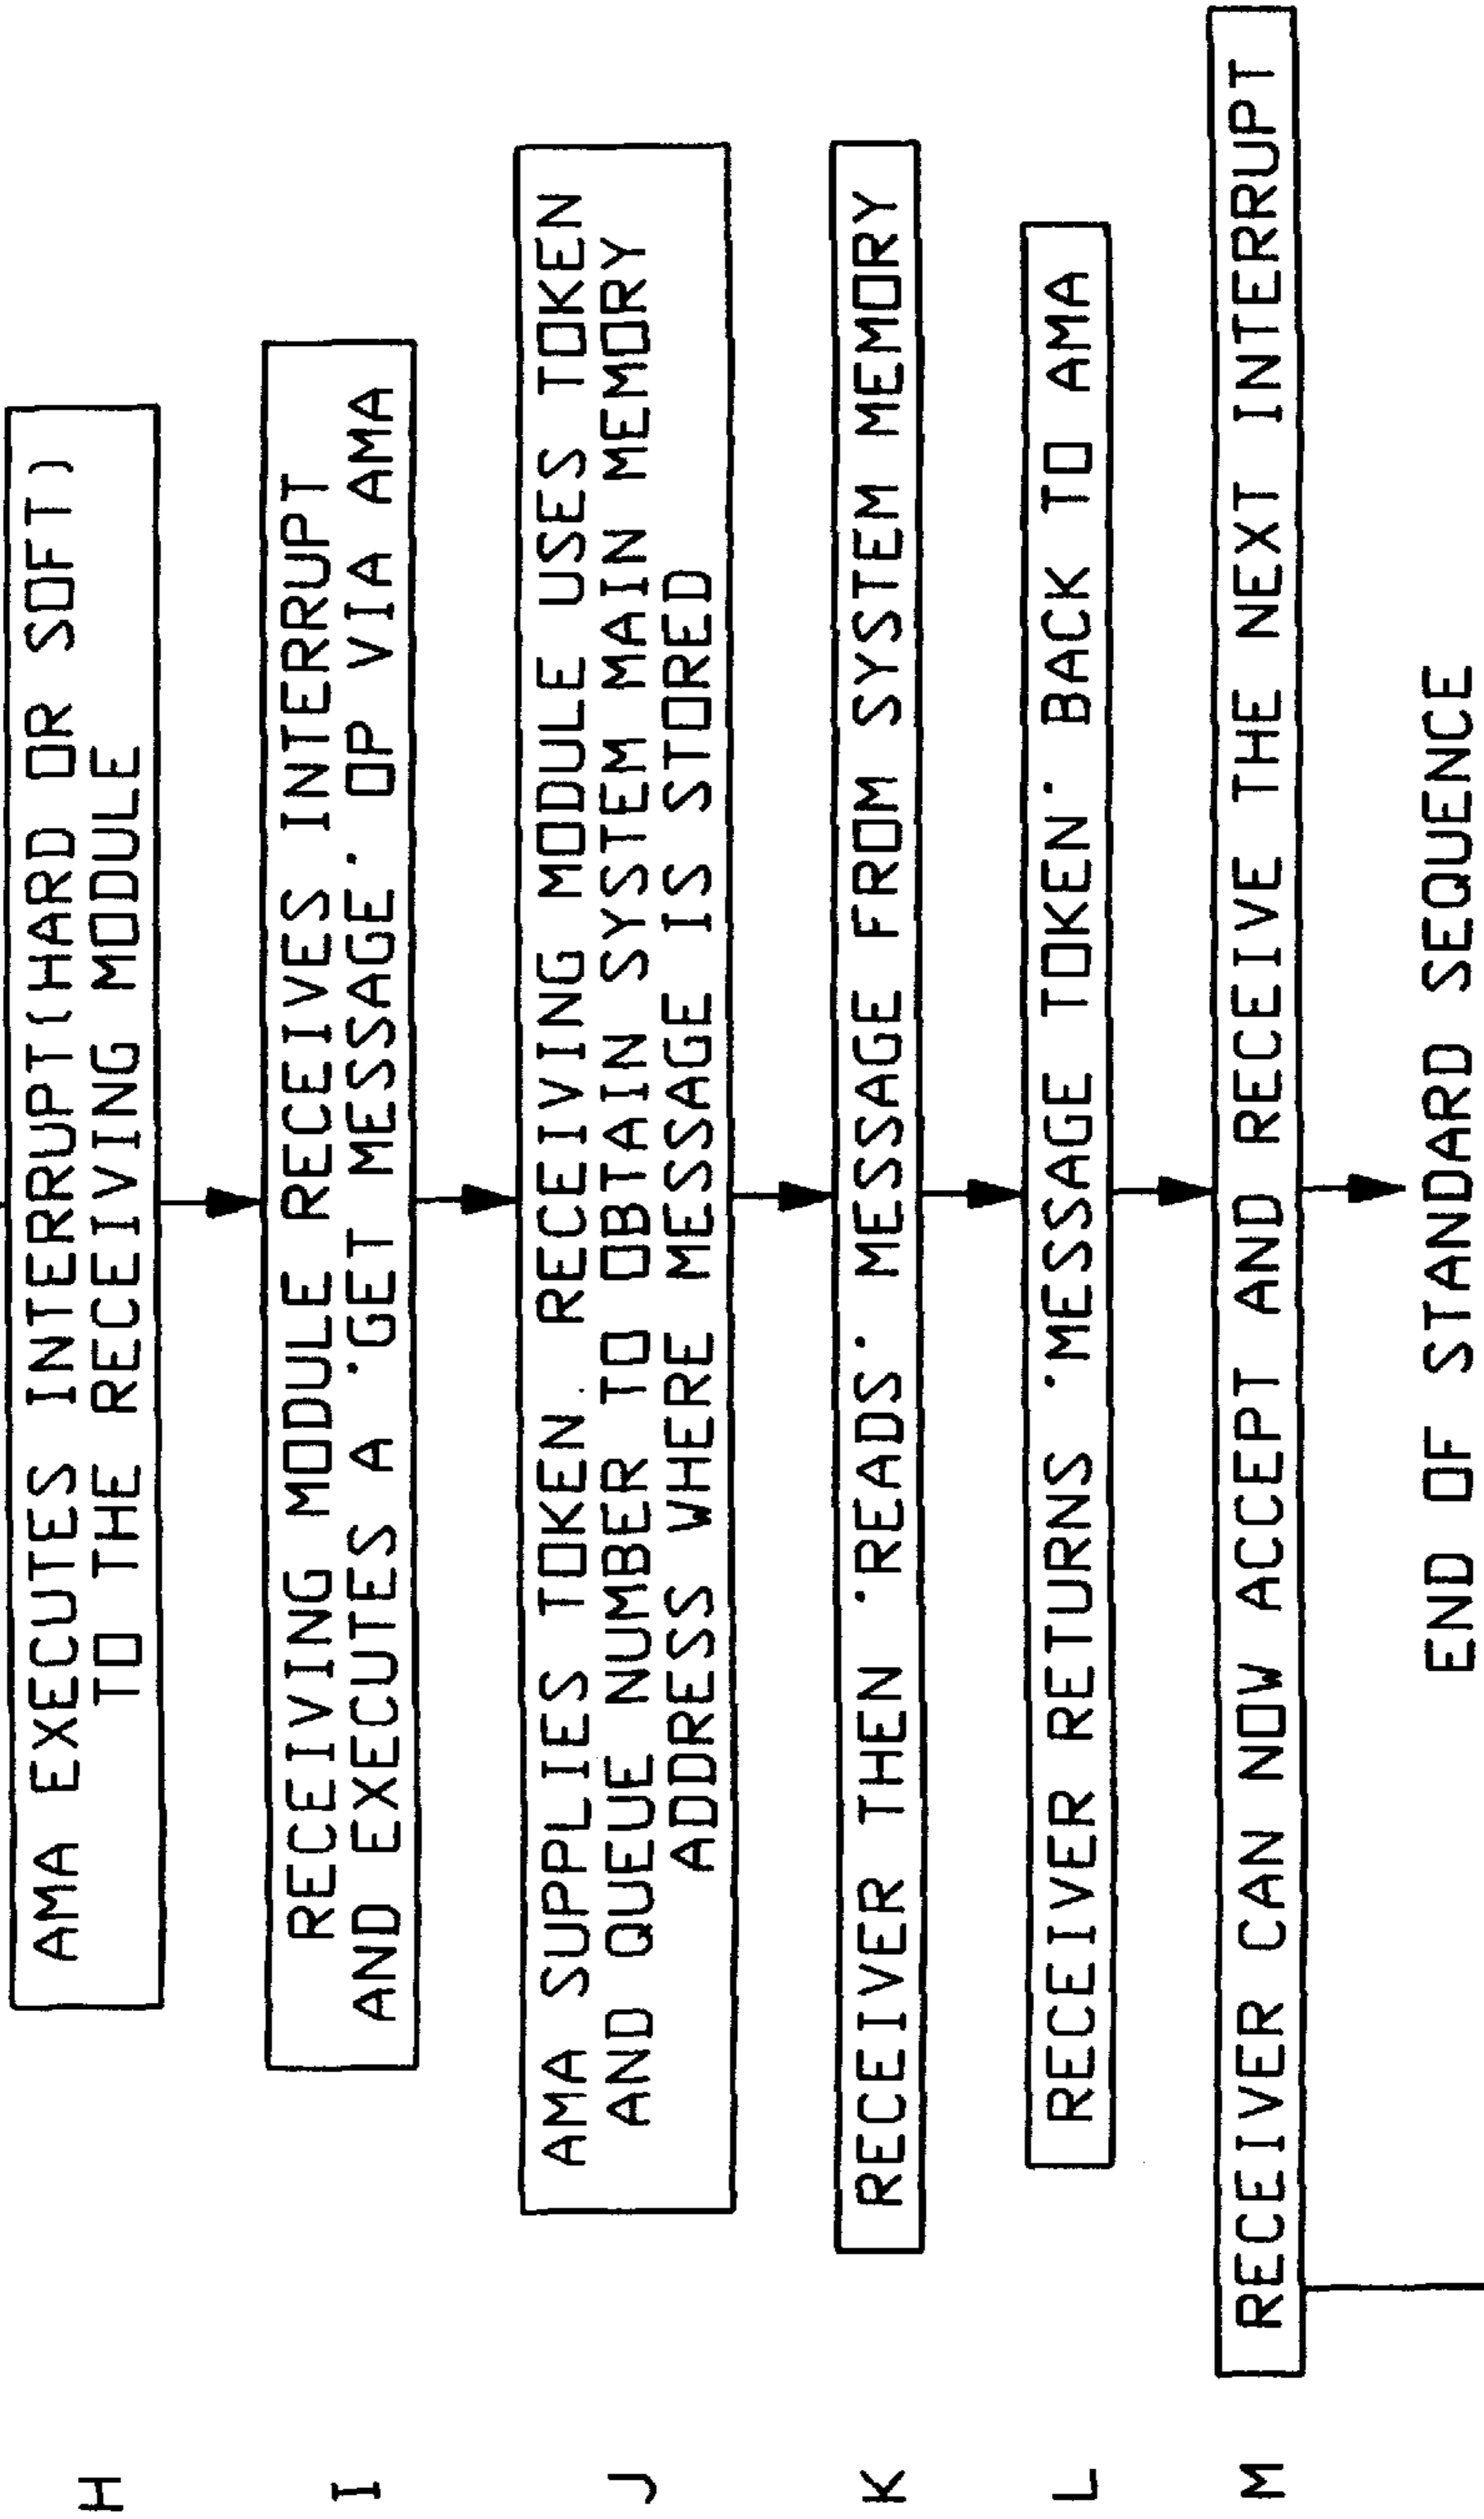 H
AMA EXECUTES INTERRUPT(HARD OR SOFT)
TO THE RECEIVING MODULE
I
RECEIVING MODULE RECEIVES INTERRUPT
AND EXECUTES A 'GET MESSAGE' OP VIA AMA
J
AMA SUPPLIES TOKEN. RECEIVING MODULE USES TOKEN
AND QUEUE NUMBER TO OBTAIN SYSTEM MAIN MEMORY
ADDRESS WHERE MESSAGE IS STORED
K
RECEIVER THEN 'READS' MESSAGE FROM SYSTEM MEMORY
L
RECEIVER RETURNS 'MESSAGE TOKEN' BACK TO AMA
M
RECEIVER CAN NOW ACCEPT AND RECEIVE THE NEXT INTERRUPT
END OF STANDARD SEQUENCE